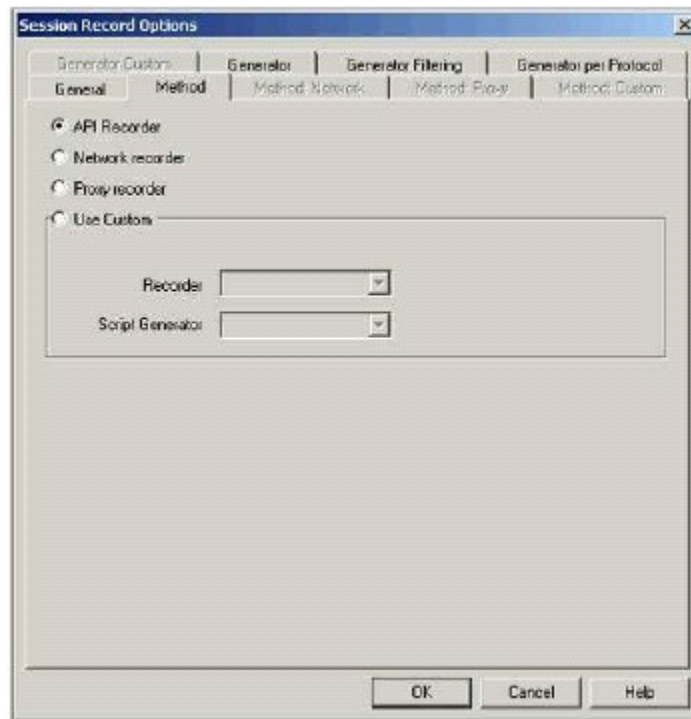 Session Record Options
Generator Custom Generator Generator Filtering Generator per Protocol
General Method Method: Network Method: Proxy Method: Custom
API Recorder
Network recorder
Proxy recorder
Use Custom
Recorder
Script Generator
OK Cancel Help